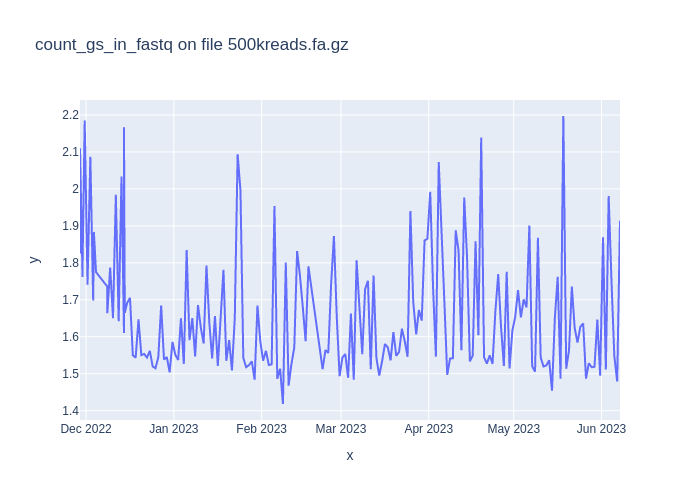 count_gs_in_fastq on file 500kreads.fa.gz
2.2
2.1
2
1.9
1.8
1.7
1.6
1.5
1.4
y
Dec 2022 Jan 2023 Feb 2023 Mar 2023 Apr 2023 May 2023 Jun 2023
x